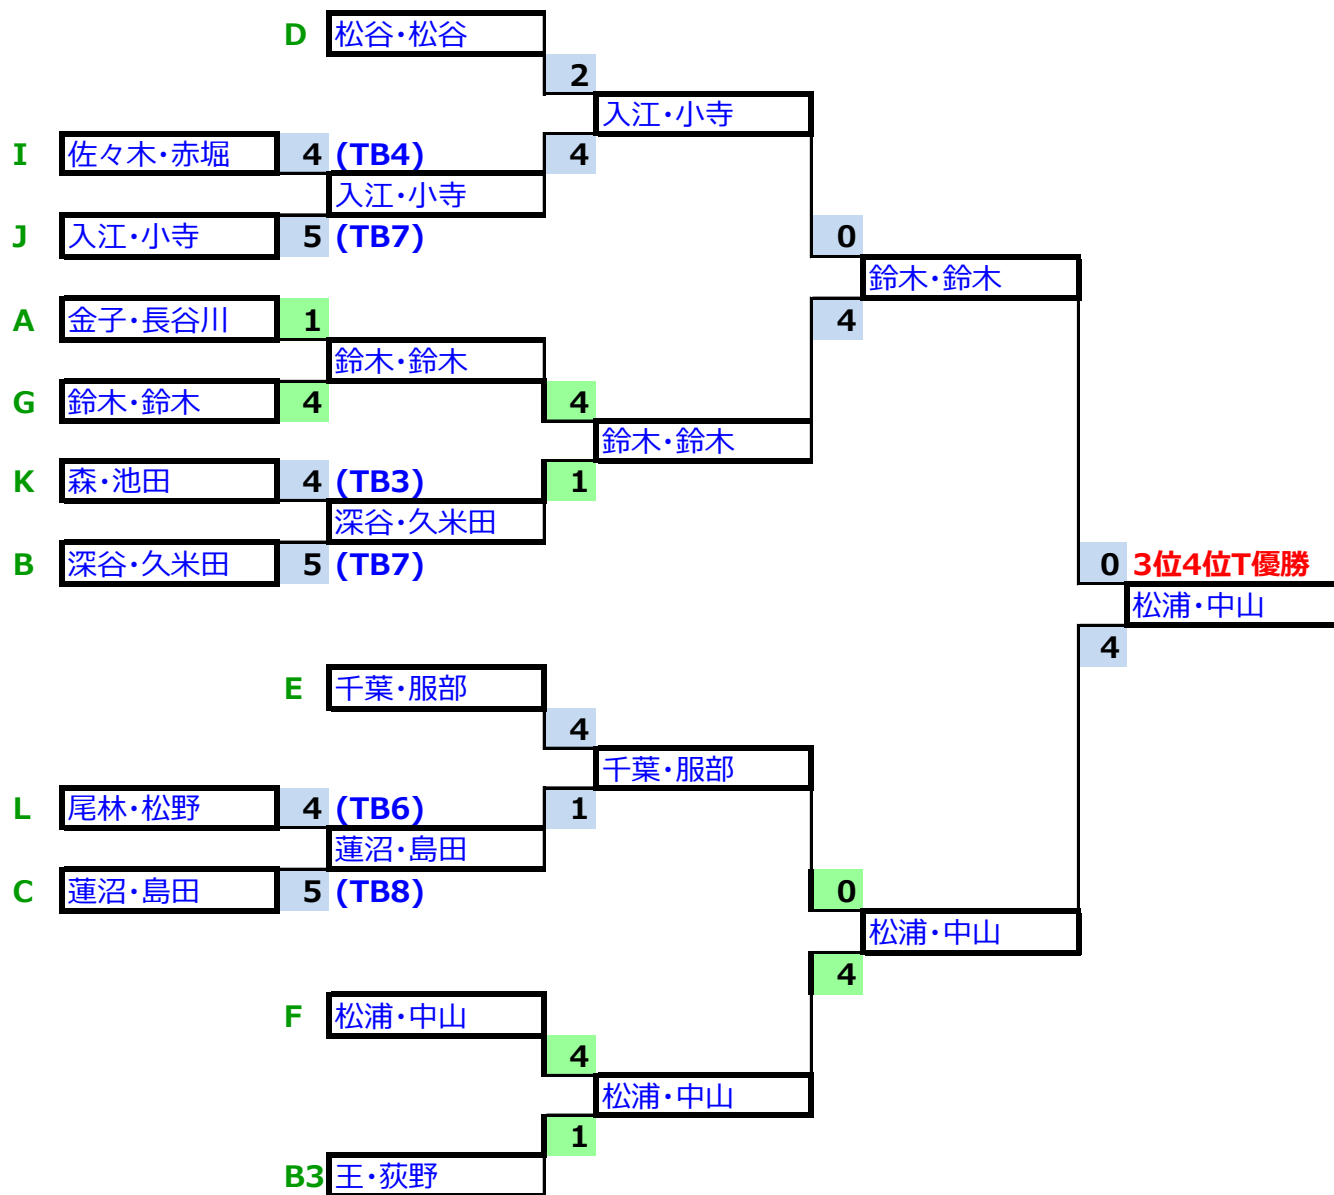 D 松谷・松谷
2
入江・小寺
I 佐々木・赤堀 4 (TB4) 4
入江・小寺
J 入江・小寺 5 (TB7) 0
鈴木・鈴木
A 金子・長谷川 1 4
鈴木・鈴木
G 鈴木・鈴木 4 4
鈴木・鈴木
K 森・池田 4 (TB3) 1
深谷・久米田
B 深谷・久米田 5 (TB7) 0 3位4位T優勝
松浦・中山
4
E 千葉・服部
4
千葉・服部
L 尾林・松野 4 (TB6) 1
蓮沼・島田
C 蓮沼・島田 5 (TB8) 0
松浦・中山
4
F 松浦・中山
4
松浦・中山
1
B3 王・荻野